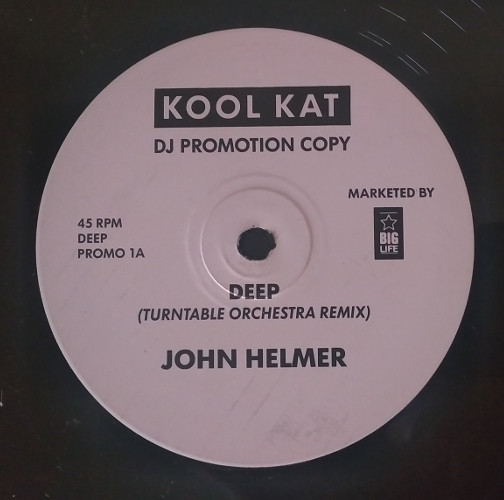 KOOL KAT
DJ PROMOTION COPY
MARKETED BY
BIG
LIFE
45 RPM
DEEP
PROMO 1A
DEEP
(TURNTABLE ORCHESTRA REMIX)
JOHN HELMER